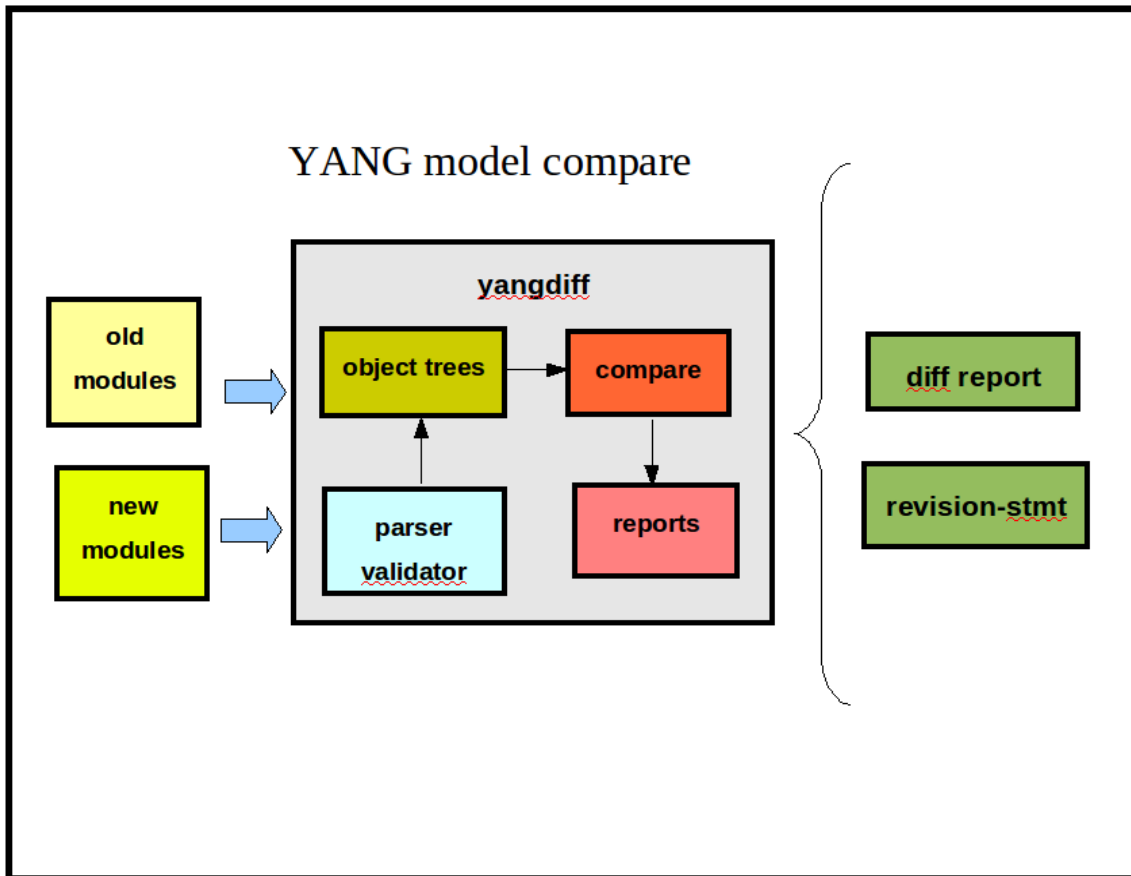 YANG model compare
yangdiff
old
modules
object trees
compare
diff report
new
modules
parser
validator
reports
revision-stmt